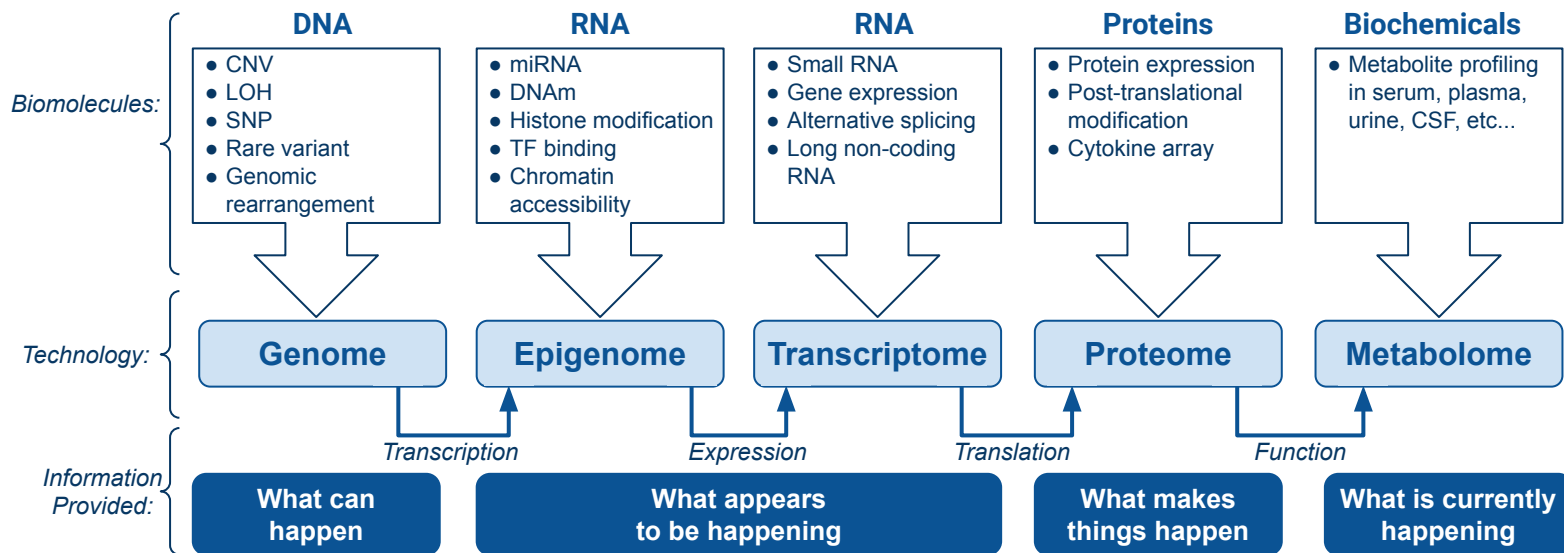 DNA
RNA
RNA
Proteins
Biochemicals
Biomolecules:
● CNV
● LOH
● SNP
● Rare variant
● Genomic
rearrangement
● miRNA
● DNAm
● Histone modification
● TF binding
● Chromatin
accessibility
● Small RNA
● Gene expression
● Alternative splicing
● Long non-coding
RNA
● Protein expression
● Post-translational
modification
● Cytokine array
● Metabolite profiling
in serum, plasma,
urine, CSF, etc...
Technology:
Genome
Epigenome
Transcriptome
Proteome
Metabolome
Transcription
Expression
Translation
Function
Information
Provided:
What can
happen
What appears
to be happening
What makes
things happen
What is currently
happening